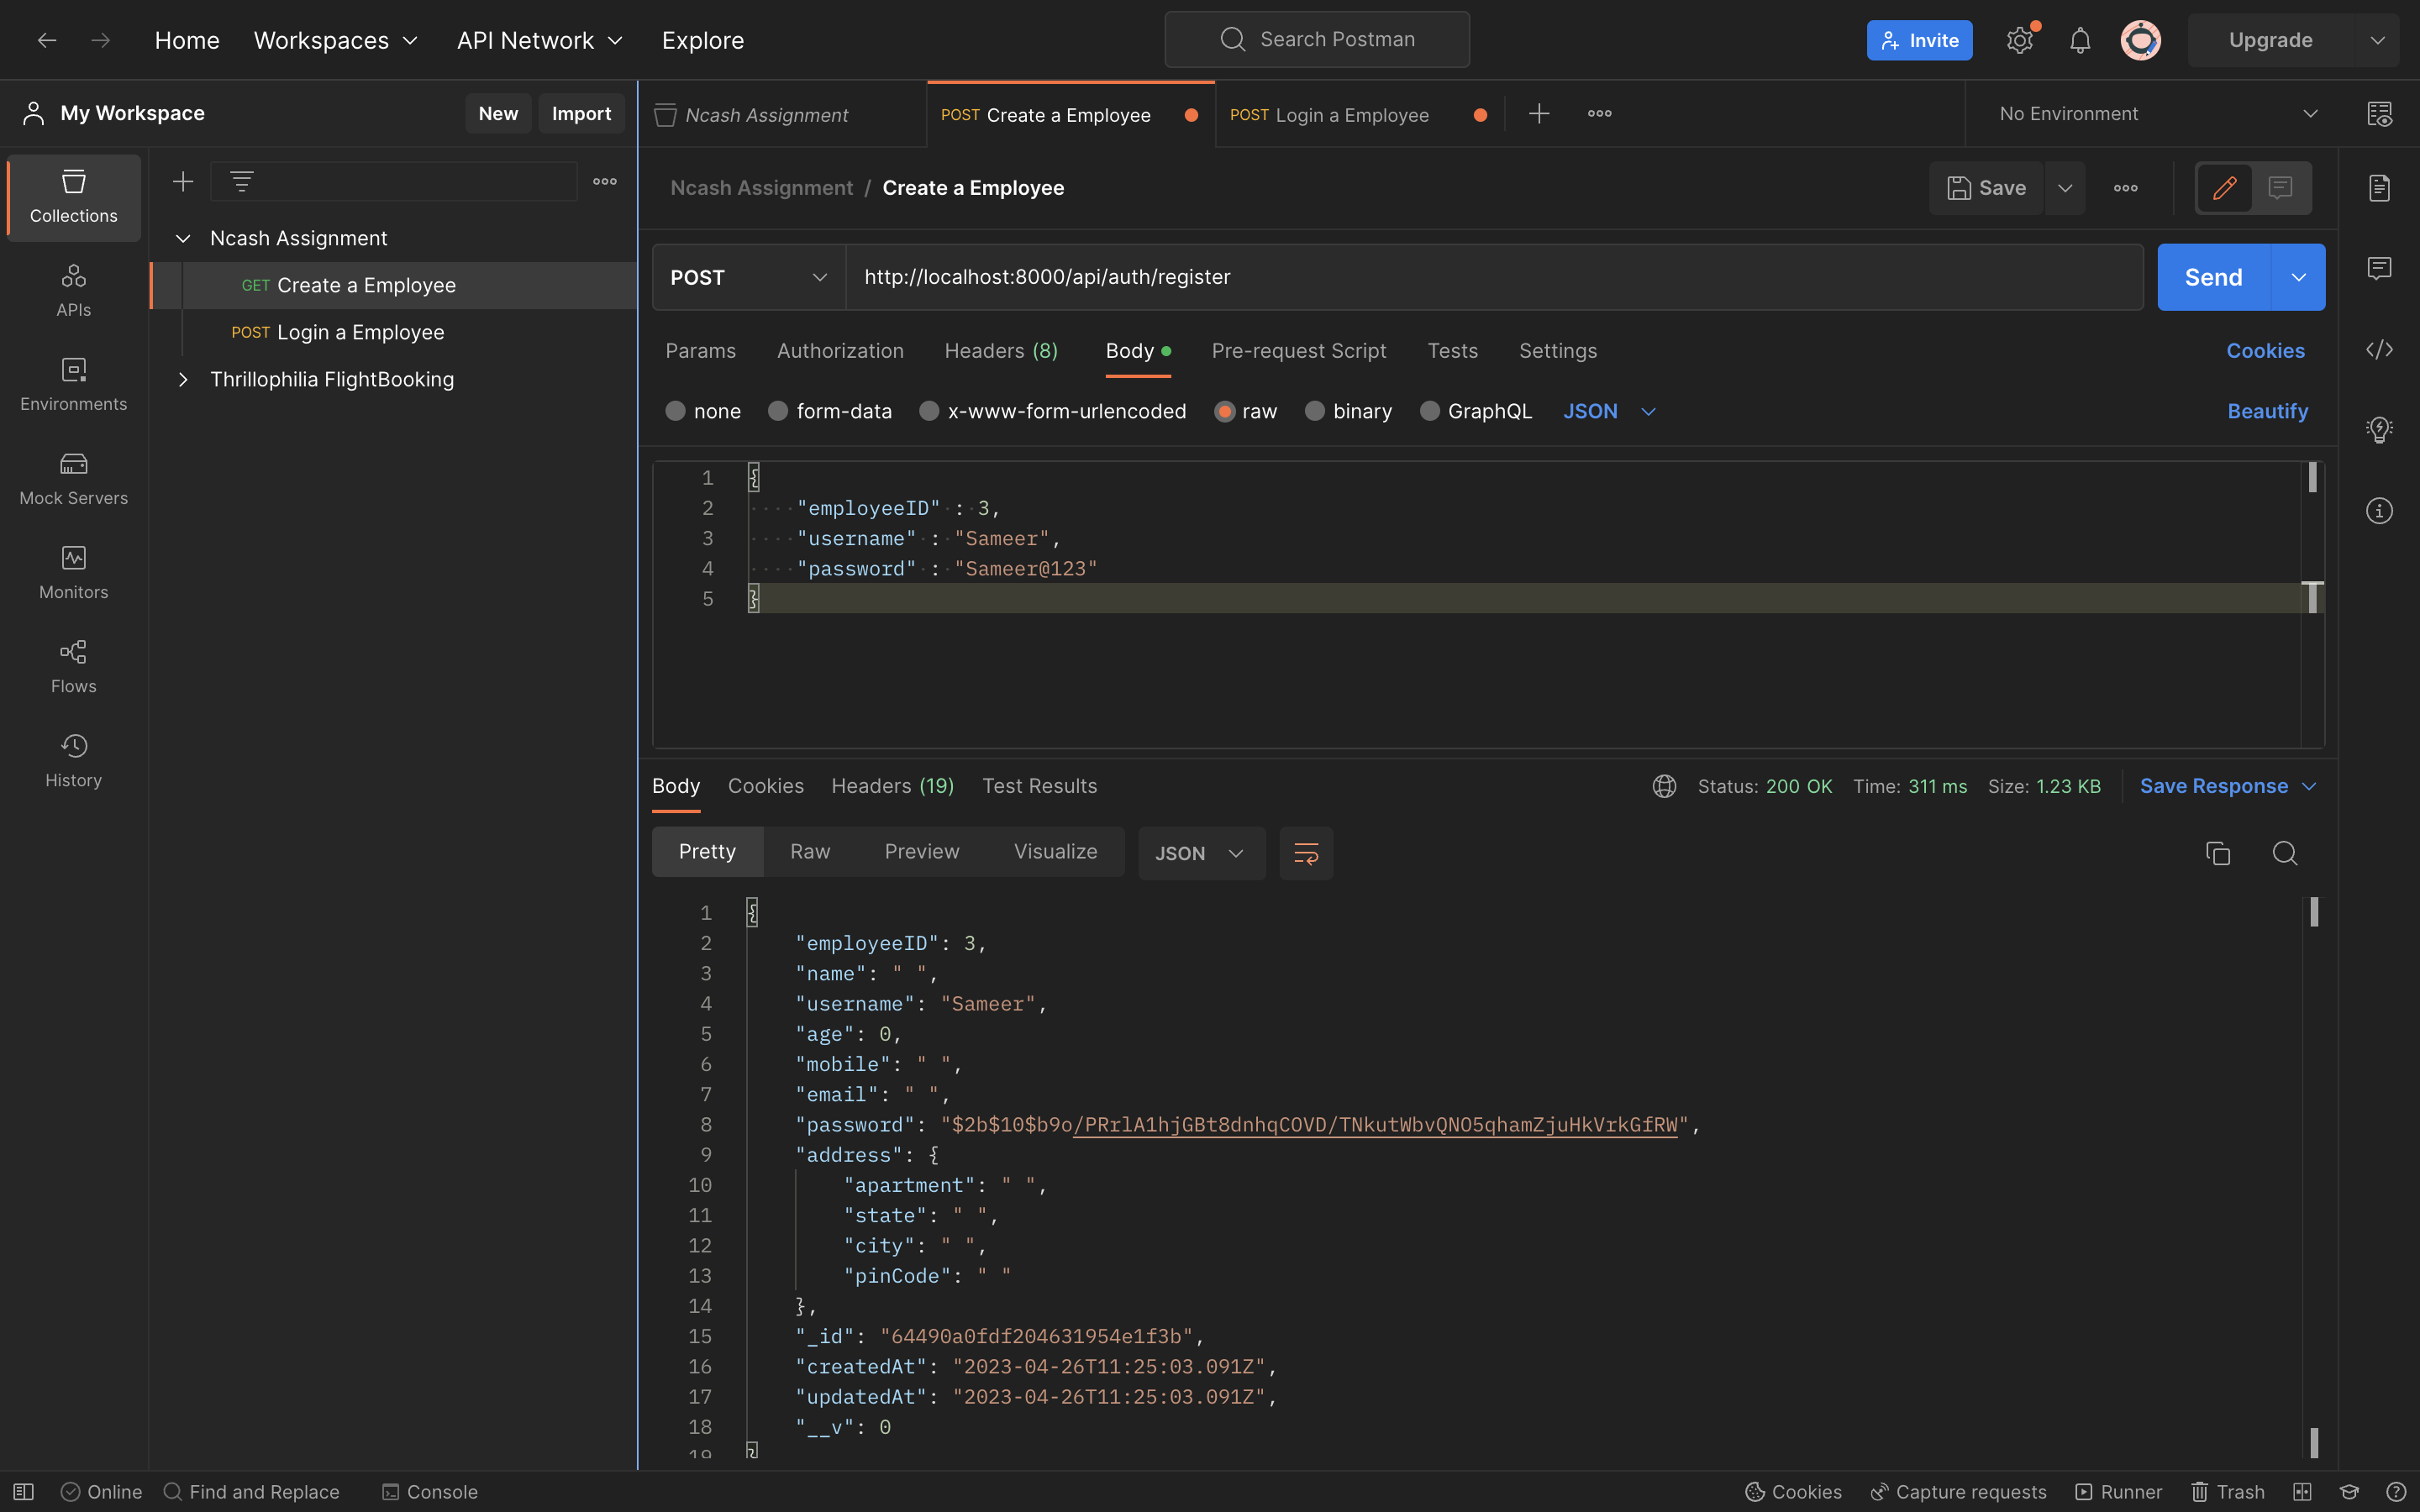 Home Workspaces API Network Explore Search Postman Invite Upgrade
My Workspace New Import Ncash Assignment POST Create a Employee POST Login a Employee No Environment
Collections
APIs
Environments
Mock Servers
Monitors
Flows
History
Ncash Assignment
GET Create a Employee
POST Login a Employee
Thrillophilia FlightBooking
Ncash Assignment / Create a Employee Save
POST http://localhost:8000/api/auth/register Send
Params Authorization Headers (8) Body Pre-request Script Tests Settings Cookies
none form-data x-www-form-urlencoded raw binary GraphQL JSON Beautify
1 {
2 "employeeID" : 3,
3 "username" : "Sameer",
4 "password" : "Sameer@123"
5 }
Body Cookies Headers (19) Test Results Status: 200 OK Time: 311 ms Size: 1.23 KB Save Response
Pretty Raw Preview Visualize JSON
1 {
2 "employeeID": 3,
3 "name": " ",
4 "username": "Sameer",
5 "age": 0,
6 "mobile": " ",
7 "email": " ",
8 "password": "$2b$10$b9o/PRrlA1hjGBt8dnhqCOVD/TNkutWbvQNO5qhamZjuHkVrkGfRW",
9 "address": {
10 "apartment": " ",
11 "state": " ",
12 "city": " ",
13 "pinCode": " "
14 },
15 "_id": "64490a0fdf204631954e1f3b",
16 "createdAt": "2023-04-26T11:25:03.091Z",
17 "updatedAt": "2023-04-26T11:25:03.091Z",
18 "__v": 0
19 }
Online Find and Replace Console Cookies Capture requests Runner Trash